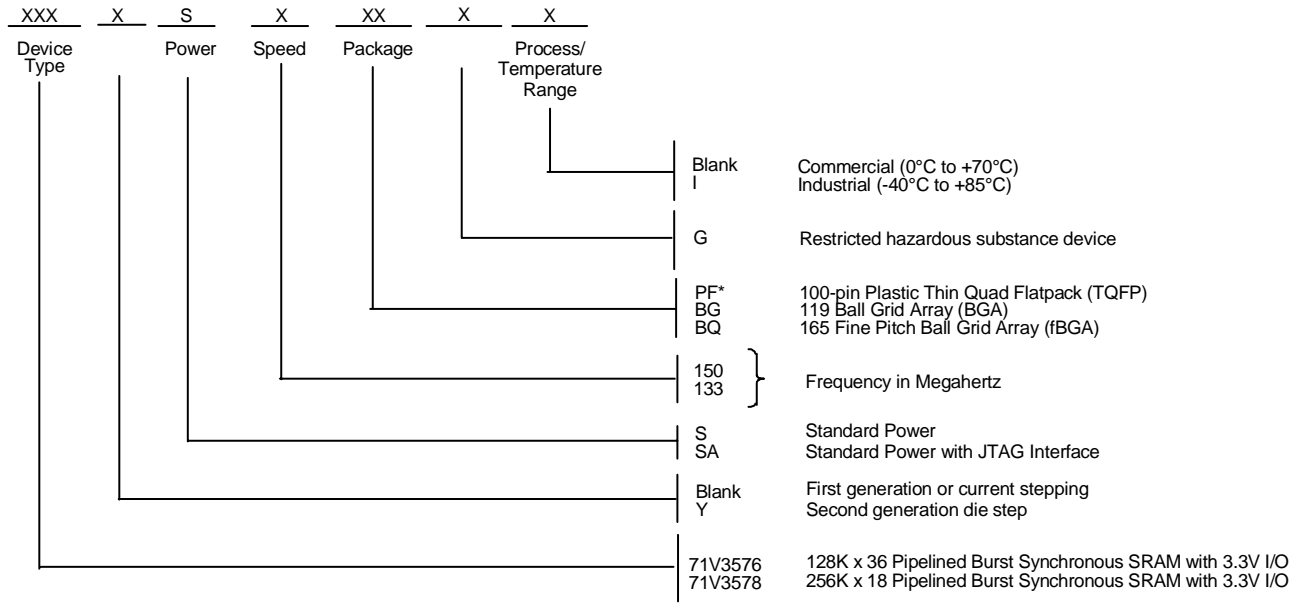 XXX X S X XX X X
Device Type
Power
Speed
Package
Process/
Temperature
Range
Blank Commercial (0°C to +70°C)
I Industrial (-40°C to +85°C)
G Restricted hazardous substance device
PF* 100-pin Plastic Thin Quad Flatpack (TQFP)
BG 119 Ball Grid Array (BGA)
BQ 165 Fine Pitch Ball Grid Array (fBGA)
150
133
Frequency in Megahertz
S Standard Power
SA Standard Power with JTAG Interface
Blank First generation or current stepping
Y Second generation die step
71V3576 128K x 36 Pipelined Burst Synchronous SRAM with 3.3V I/O
71V3578 256K x 18 Pipelined Burst Synchronous SRAM with 3.3V I/O